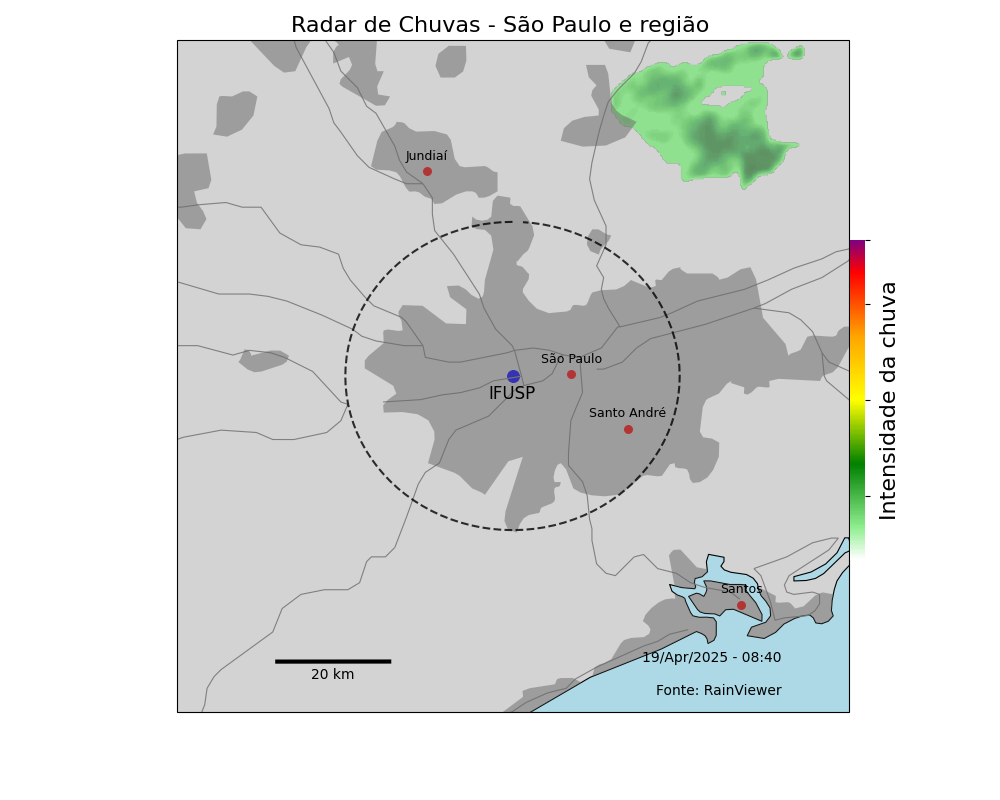 Radar de Chuvas - São Paulo e região
Jundiaí
São Paulo
IFUSP
Santo André
Intensidade da chuva
Santos
19/Apr/2025 - 08:40
20 km
Fonte: RainViewer